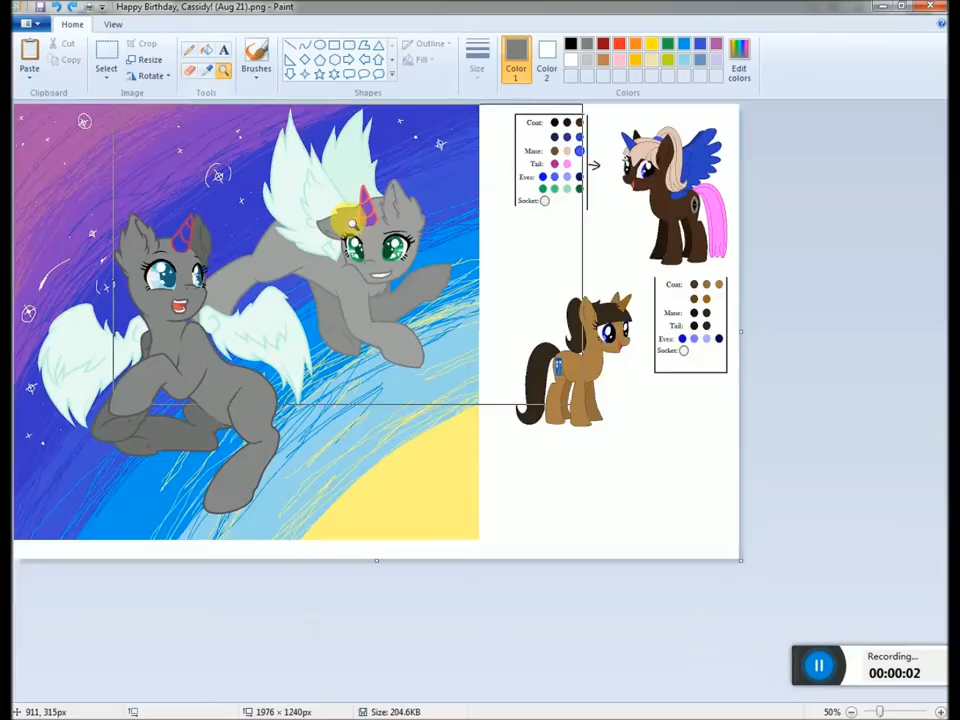 Happy Birthday, Cassidy! (Aug 21).png - Paint
Home
View
Cut
Copy
Paste
Clipboard
Crop
Resize
Rotate
Select
Image
A
Tools
Brushes
Outline
Fill
Shapes
Size
Color 1
Color 2
Edit colors
Colors
Coat:
Mane:
Tail:
Eyes:
Socket:
Coat:
Mane:
Tail:
Eyes:
Socket:
Recording...
00:00:02
911, 315px
1976 × 1240px
Size: 204.6KB
50%